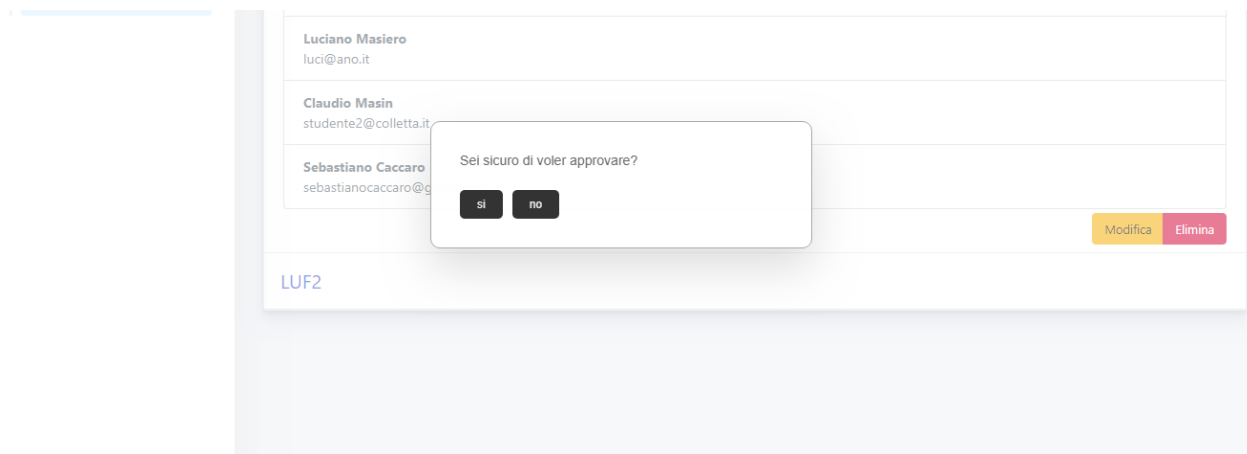 Luciano Masiero
luci@ano.it
Claudio Masin
studente2@colletta.it
Sebastiano Caccaro
sebastianocaccaro@g
Sei sicuro di voler approvare?
si no
Modifica Elimina
LUF2